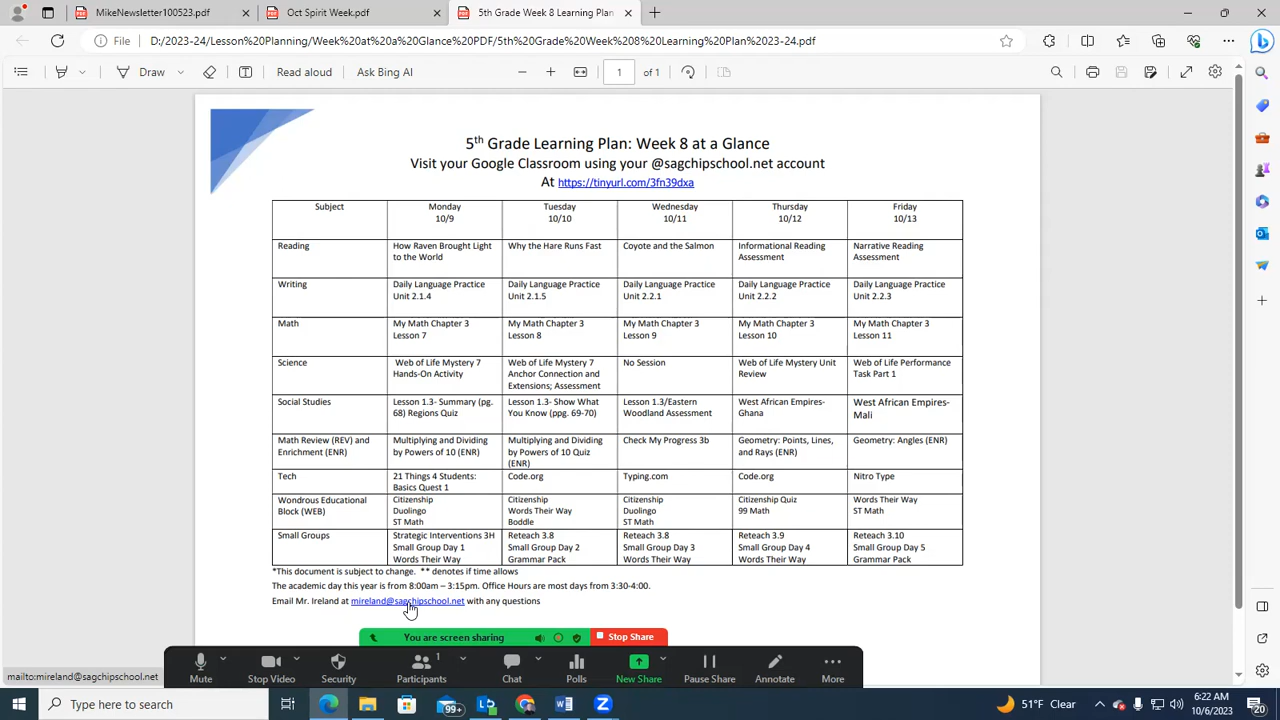 MikeNewsletter100523.pdf
Oct Spirit Week.pdf
5th Grade Week 8 Learning Plan
File
D:/2023-24/Lesson%20Planning/Week%20at%20a%20Glance%20PDF/5th%20Grade%20Week%208%20Learning%20Plan%2023-24.pdf
Draw
Read aloud
Ask Bing AI
1
of 1
5th Grade Learning Plan: Week 8 at a Glance
Visit your Google Classroom using your @sagchipschool.net account
At https://tinyurl.com/3fn39dxa
Subject
Monday
10/9
Tuesday
10/10
Wednesday
10/11
Thursday
10/12
Friday
10/13
Reading
How Raven Brought Light
to the World
Why the Hare Runs Fast
Coyote and the Salmon
Informational Reading
Assessment
Narrative Reading
Assessment
Writing
Daily Language Practice
Unit 2.1.4
Daily Language Practice
Unit 2.1.5
Daily Language Practice
Unit 2.2.1
Daily Language Practice
Unit 2.2.2
Daily Language Practice
Unit 2.2.3
Math
My Math Chapter 3
Lesson 7
My Math Chapter 3
Lesson 8
My Math Chapter 3
Lesson 9
My Math Chapter 3
Lesson 10
My Math Chapter 3
Lesson 11
Science
Web of Life Mystery 7
Hands-On Activity
Web of Life Mystery 7
Anchor Connection and
Extensions; Assessment
No Session
Web of Life Mystery Unit
Review
Web of Life Performance
Task Part 1
Social Studies
Lesson 1.3- Summary (pg.
68) Regions Quiz
Lesson 1.3- Show What
You Know (ppg. 69-70)
Lesson 1.3/Eastern
Woodland Assessment
West African Empires-
Ghana
West African Empires-
Mali
Math Review (REV) and
Enrichment (ENR)
Multiplying and Dividing
by Powers of 10 (ENR)
Multiplying and Dividing
by Powers of 10 Quiz
(ENR)
Check My Progress 3b
Geometry: Points, Lines,
and Rays (ENR)
Geometry: Angles (ENR)
Tech
21 Things 4 Students:
Basics Quest 1
Code.org
Typing.com
Code.org
Nitro Type
Wondrous Educational
Block (WEB)
Citizenship
Duolingo
ST Math
Citizenship
Words Their Way
Boddle
Citizenship
Duolingo
ST Math
Citizenship Quiz
99 Math
Words Their Way
ST Math
Small Groups
Strategic Interventions 3H
Small Group Day 1
Words Their Way
Reteach 3.8
Small Group Day 2
Grammar Pack
Reteach 3.8
Small Group Day 3
Words Their Way
Reteach 3.9
Small Group Day 4
Words Their Way
Reteach 3.10
Small Group Day 5
Grammar Pack
*This document is subject to change. ** denotes if time allows
The academic day this year is from 8:00am – 3:15pm. Office Hours are most days from 3:30-4:00.
Email Mr. Ireland at mireland@sagchipschool.net with any questions
You are screen sharing
Stop Share
Mute
Stop Video
Security
1
Participants
Chat
Polls
New Share
Pause Share
Annotate
More
mailto:mireland@sagchipschool.net
Type here to search
99+
51°F Clear
6:22 AM
10/6/2023
20